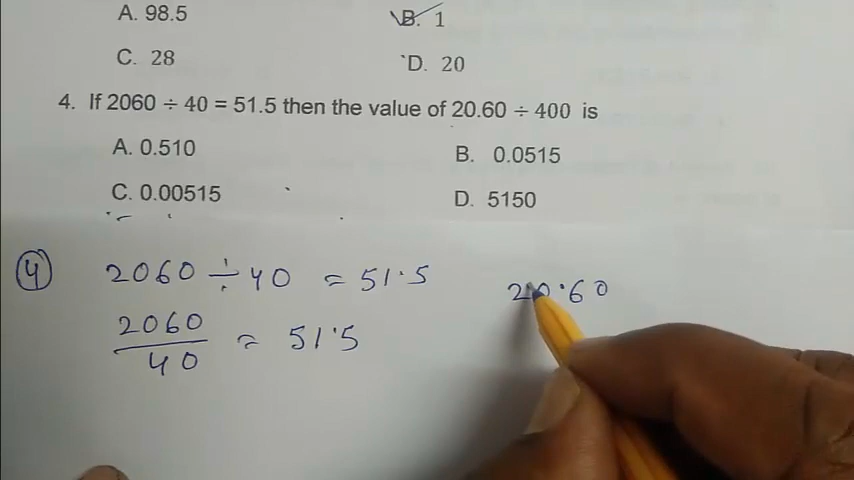 A. 98.5 B. 1
C. 28 D. 20
4. If 2060 ÷ 40 = 51.5 then the value of 20.60 ÷ 400 is
A. 0.510 B. 0.0515
C. 0.00515 D. 5150
4 2060 ÷ 40 = 51.5 20.60
2060/40 = 51.5